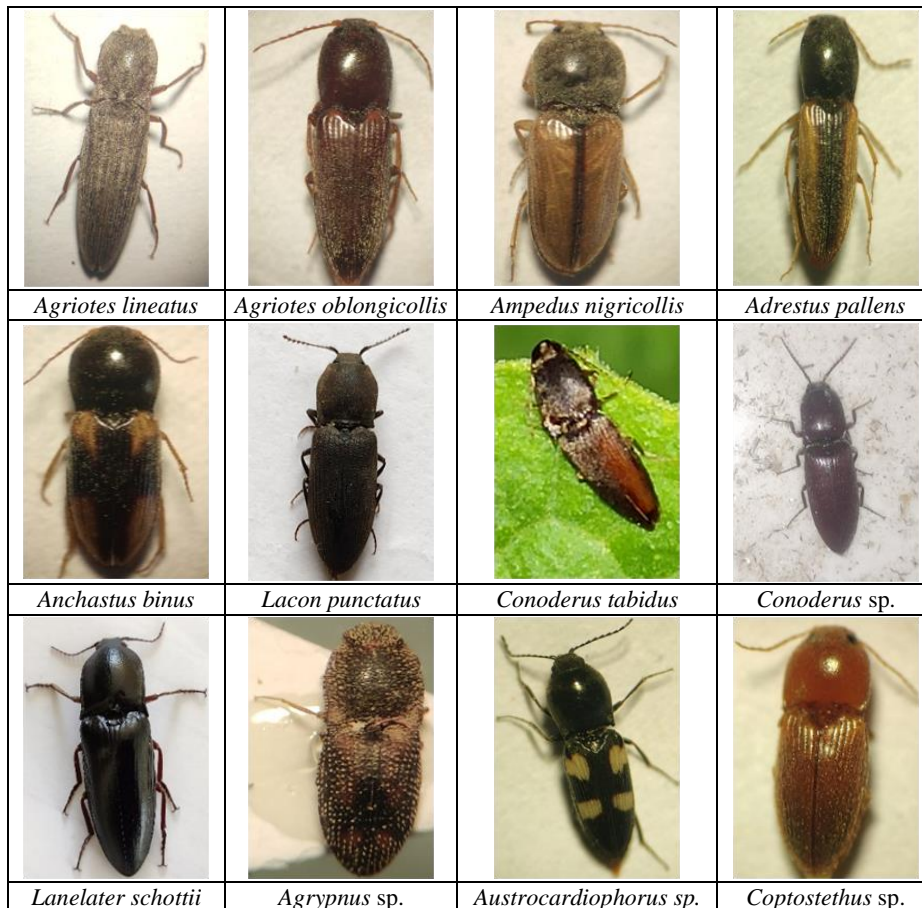 Agriotes lineatus
Agriotes oblongicollis
Ampedus nigricollis
Adrestus pallens
Anchastus binus
Lacon punctatus
Conoderus tabidus
Conoderus sp.
Lanelater schottii
Agrypnus sp.
Austrocardiophorus sp.
Coptostethus sp.